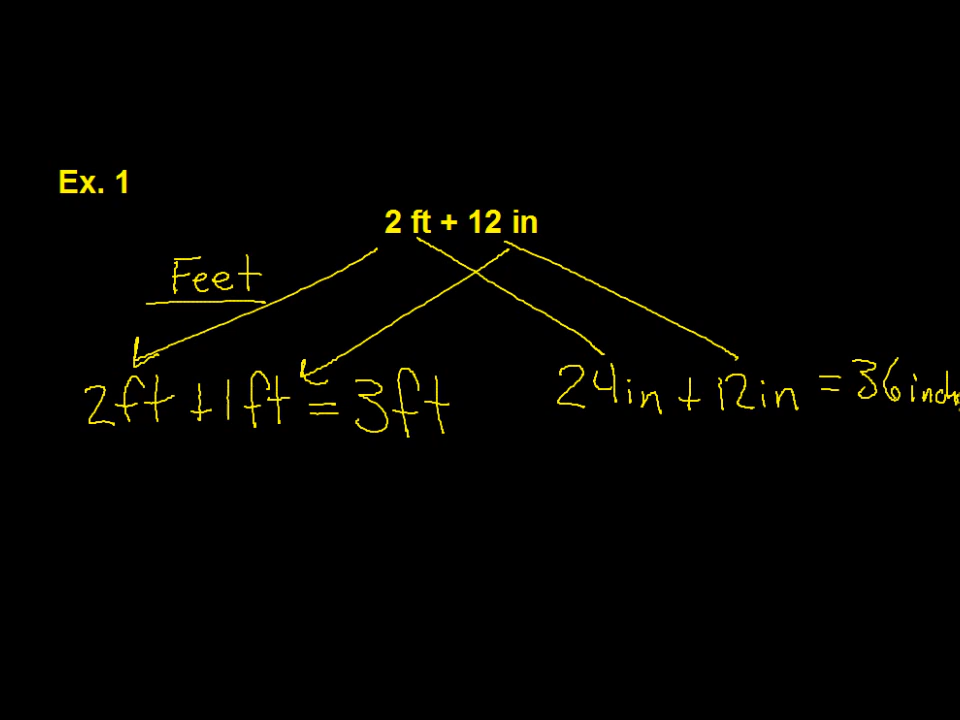 Ex. 1
2 ft + 12 in
Feet
2ft + 1ft = 3ft
24in + 12in = 36